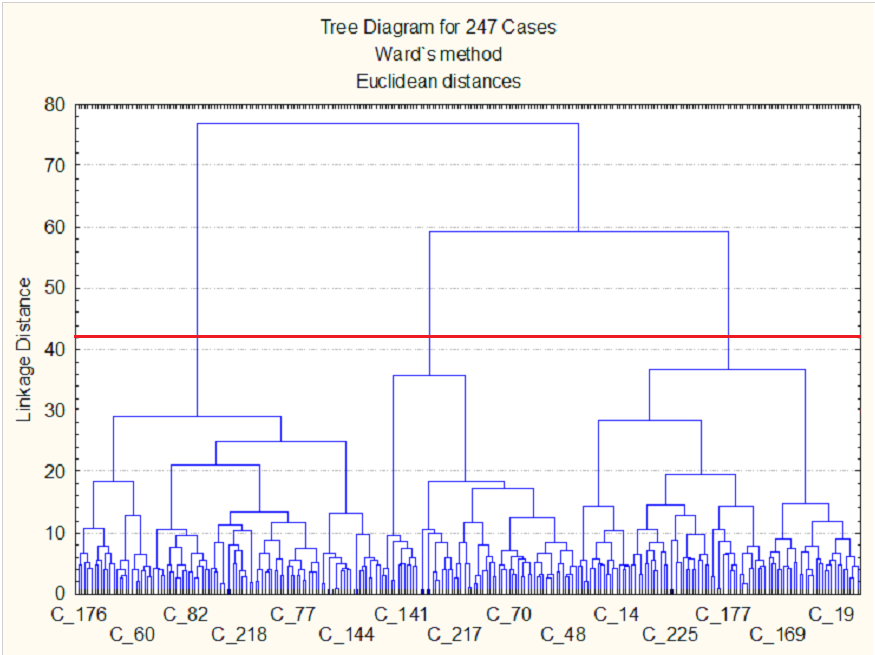 Tree Diagram for 247 Cases
Ward`s method
Euclidean distances
80
70
60
50
40
30
20
10
0
Linkage Distance
C_176 C_82 C_77 C_141 C_70 C_14 C_177 C_19
C_60 C_218 C_144 C_217 C_48 C_225 C_169